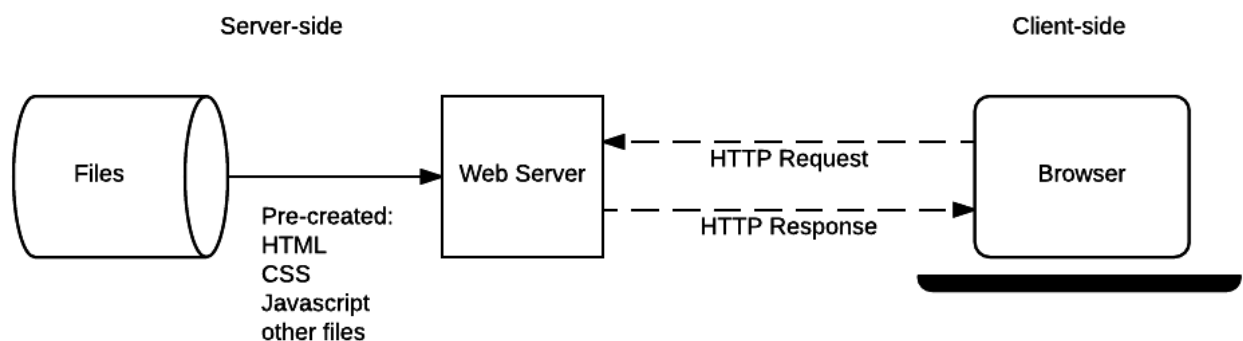 Server-side
Client-side
Files
Web Server
HTTP Request
Browser
HTTP Response
Pre-created:
HTML
CSS
Javascript
other files